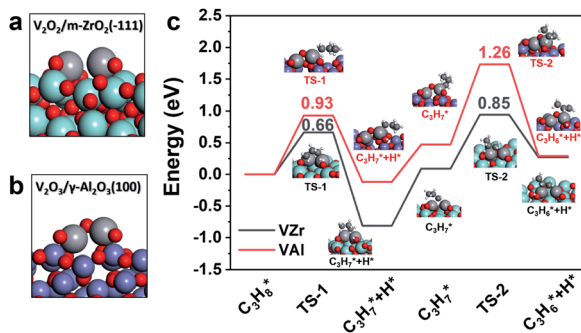 a
V₂O₂/m-ZrO₂(-111)
b
V₂O₃/γ-Al₂O₃(100)
c
Energy (eV)
2.5
2.0
1.5
1.0
0.5
0.0
-0.5
-1.0
-1.5
TS-1
0.93
0.66
TS-1
C₃H₇*+H*
C₃H₇*+H*
C₃H₇*
C₃H₇*
1.26
TS-2
0.85
TS-2
C₃H₆*+H*
C₃H₆*+H*
VZr
VAl
C₃H₈*
TS-1
C₃H₇*+H*
C₃H₇*
TS-2
C₃H₆*+H*